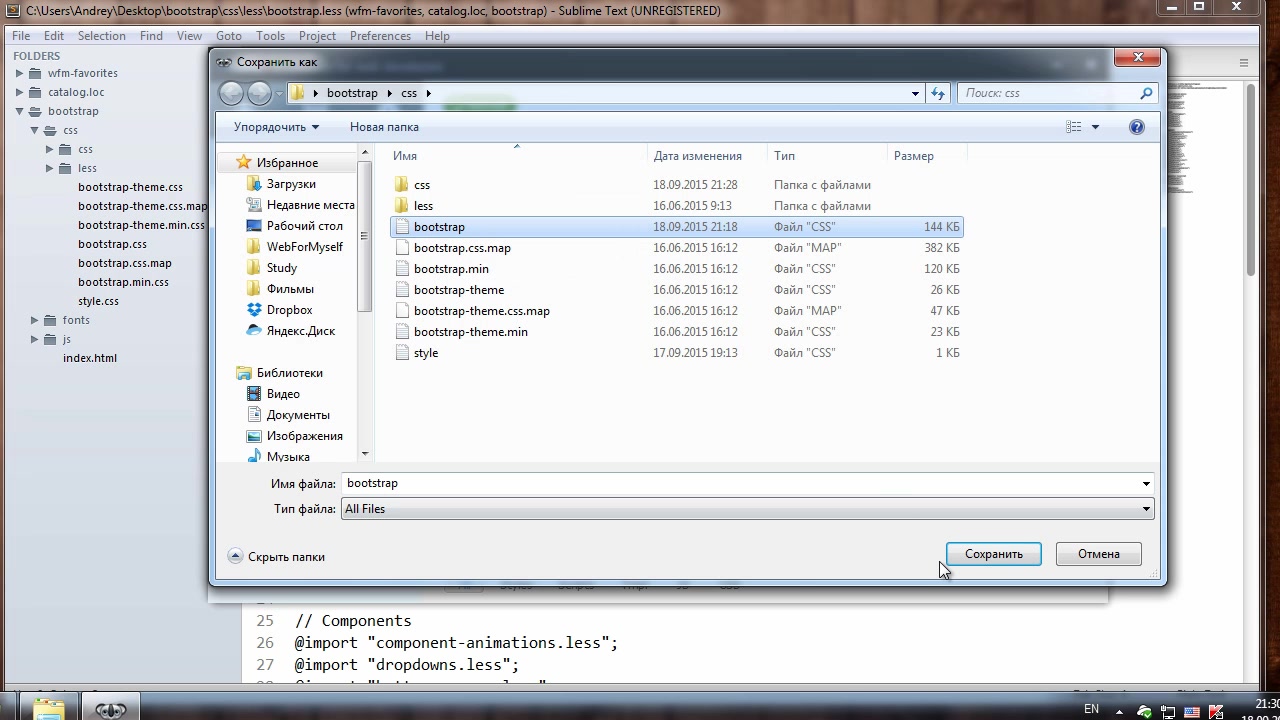 C:\Users\Andrey\Desktop\bootstrap\css\less\bootstrap.less (wfm-favorites, catalog.loc, bootstrap) - Sublime Text (UNREGISTERED)
File Edit Selection Find View Goto Tools Project Preferences Help
FOLDERS
wfm-favorites
catalog.loc
bootstrap
css
css
less
bootstrap-theme.css
bootstrap-theme.css.map
bootstrap-theme.min.css
bootstrap.css
bootstrap.css.map
bootstrap.min.css
style.css
fonts
js
index.html
Сохранить как
bootstrap css
Поиск: css
Упорядочить Новая папка
Избранное
Загрузки
Недавние места
Рабочий стол
WebForMyself
Study
Фильмы
Dropbox
Яндекс.Диск
Библиотеки
Видео
Документы
Изображения
Музыка
Имя Дата изменения Тип Размер
css 18.09.2015 21:28 Папка с файлами
less 16.06.2015 9:13 Папка с файлами
bootstrap 18.09.2015 21:18 Файл "CSS" 144 КБ
bootstrap.css.map 16.06.2015 16:12 Файл "MAP" 382 КБ
bootstrap.min 16.06.2015 16:12 Файл "CSS" 120 КБ
bootstrap-theme 16.06.2015 16:12 Файл "CSS" 26 КБ
bootstrap-theme.css.map 16.06.2015 16:12 Файл "MAP" 47 КБ
bootstrap-theme.min 16.06.2015 16:12 Файл "CSS" 23 КБ
style 17.09.2015 19:13 Файл "CSS" 1 КБ
Имя файла: bootstrap
Тип файла: All Files
Скрыть папки
Сохранить Отмена
25 // Components
26 @import "component-animations.less";
27 @import "dropdowns.less";
EN
21:30